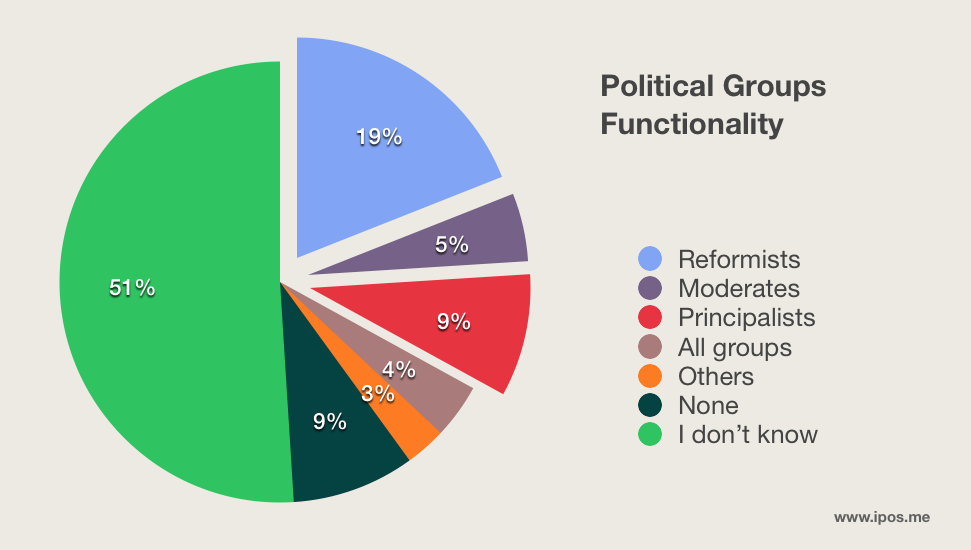 Political Groups
Functionality
19%
5%
9%
4%
3%
9%
51%
Reformists
Moderates
Principalists
All groups
Others
None
I don’t know
www.ipos.me